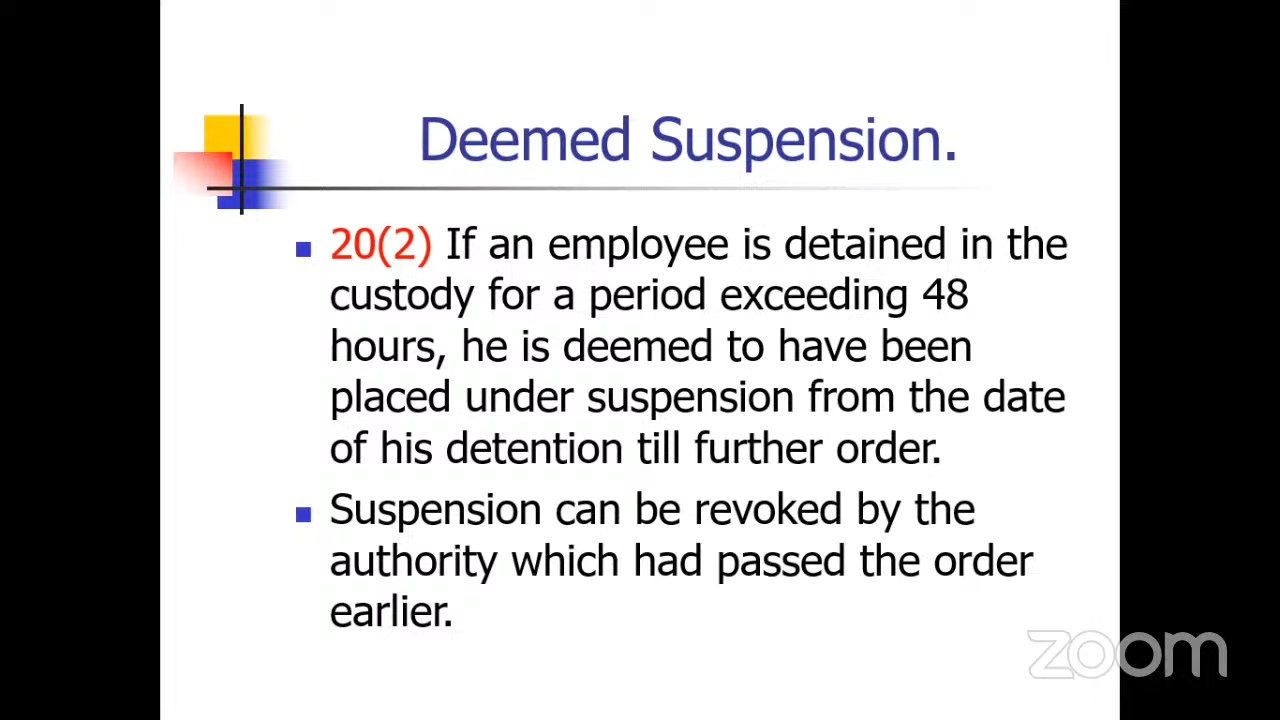 Deemed Suspension.
20(2) If an employee is detained in the
custody for a period exceeding 48
hours, he is deemed to have been
placed under suspension from the date
of his detention till further order.
Suspension can be revoked by the
authority which had passed the order
earlier.
zoom